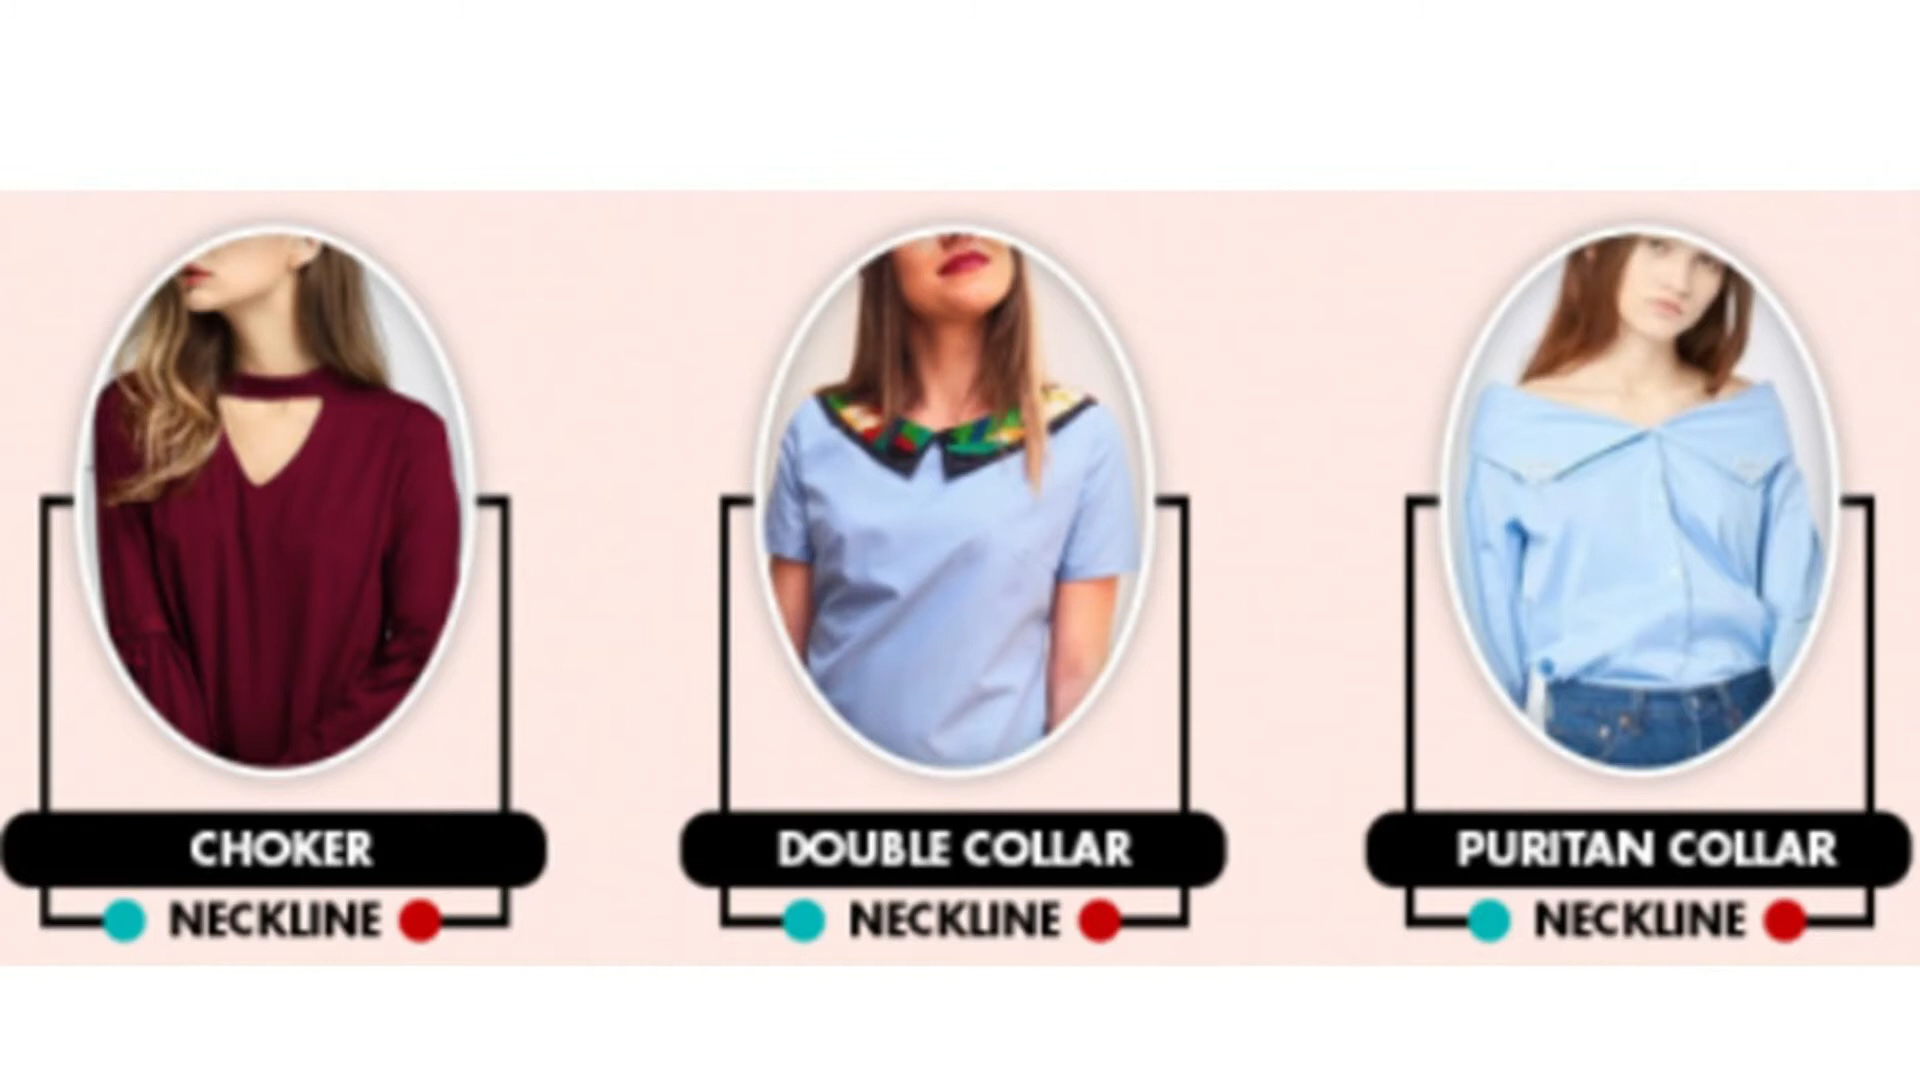 CHOKER
NECKLINE
DOUBLE COLLAR
NECKLINE
PURITAN COLLAR
NECKLINE